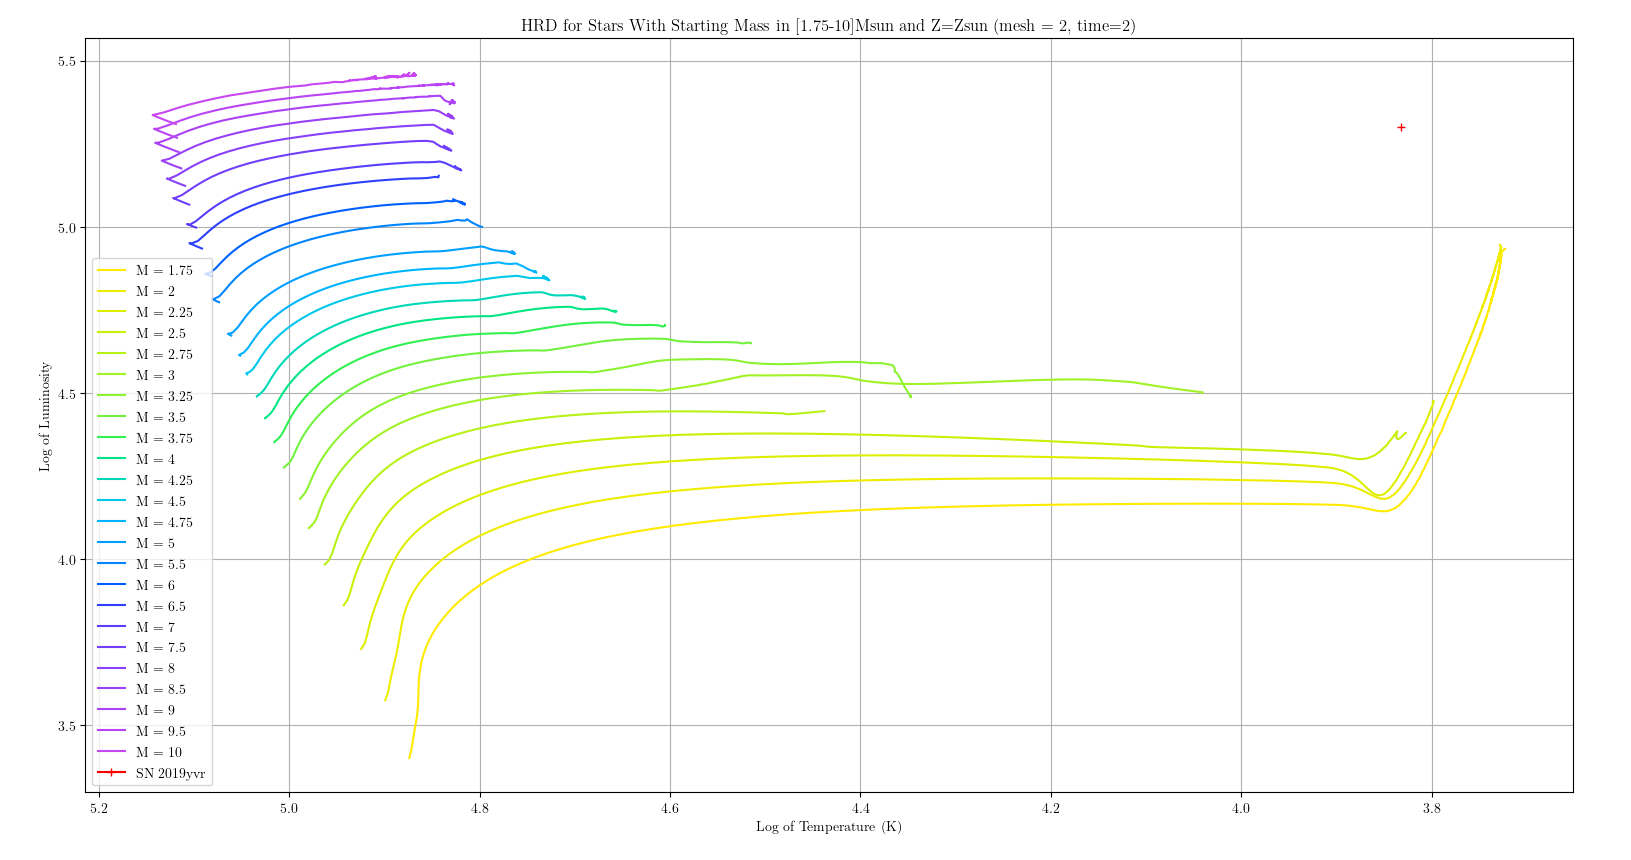 HRD for Stars With Starting Mass in [1.75-10]Msun and Z=Zsun (mesh = 2, time=2)
Log of Luminosity
5.5
5.0
4.5
4.0
3.5
M = 1.75
M = 2
M = 2.25
M = 2.5
M = 2.75
M = 3
M = 3.25
M = 3.5
M = 3.75
M = 4
M = 4.25
M = 4.5
M = 4.75
M = 5
M = 5.5
M = 6
M = 6.5
M = 7
M = 7.5
M = 8
M = 8.5
M = 9
M = 9.5
M = 10
SN 2019yvr
5.2 5.0 4.8 4.6 4.4 4.2 4.0 3.8
Log of Temperature (K)